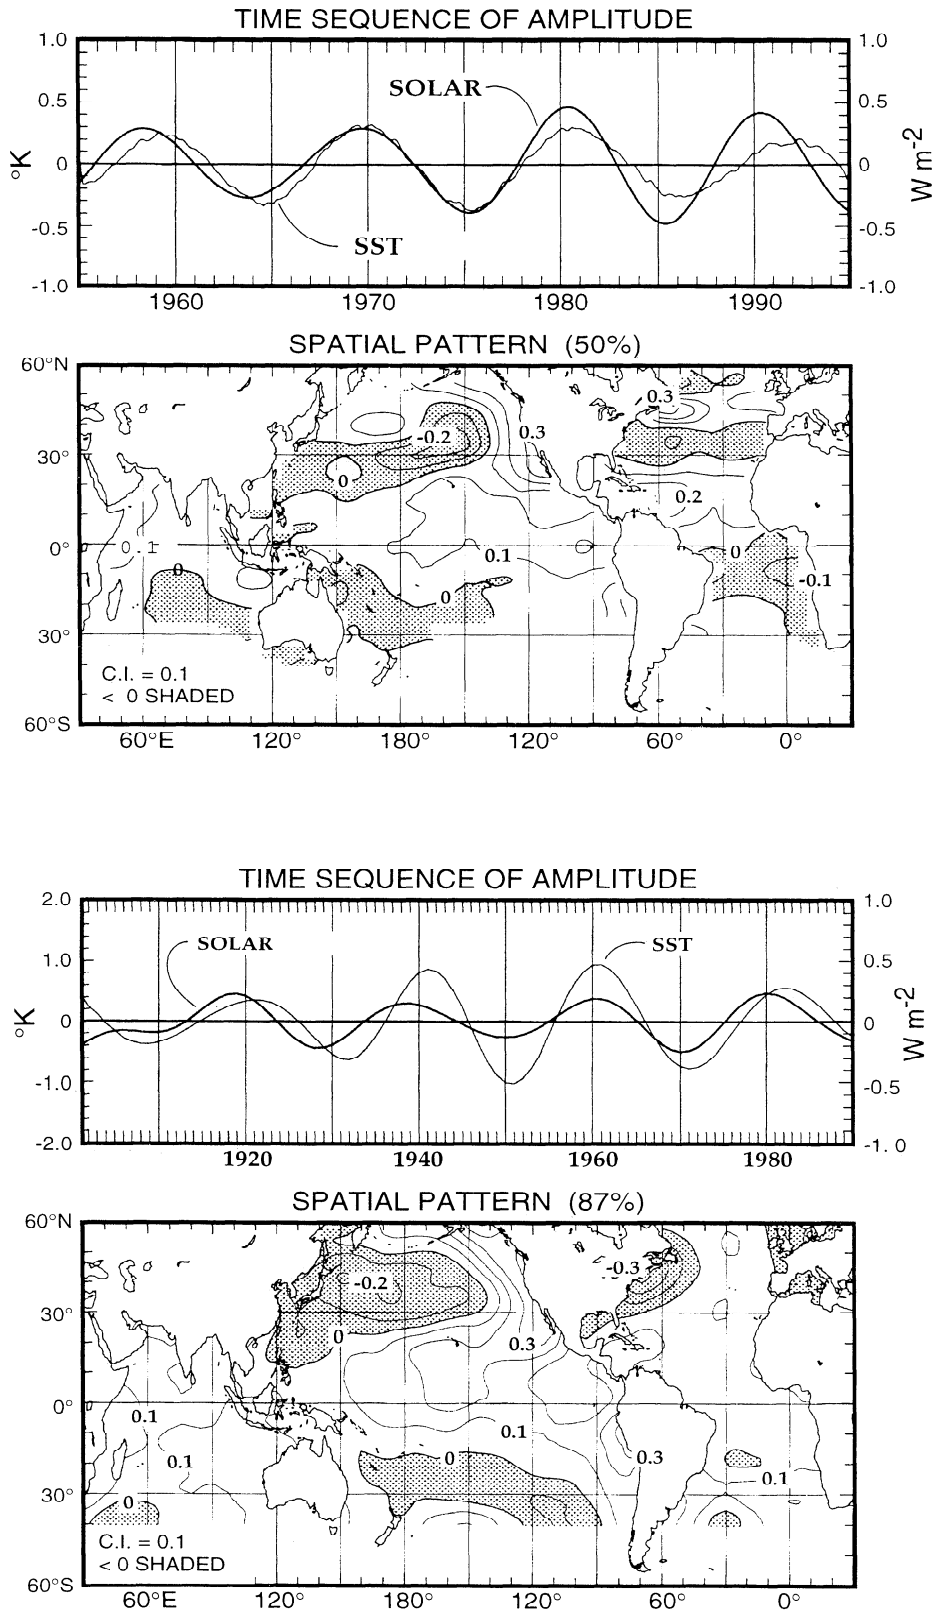 TIME SEQUENCE OF AMPLITUDE
1.0 1.0
0.5 SOLAR 0.5
°K 0 0 W m-2
-0.5 SST -0.5
-1.0 -1.0
1960 1970 1980 1990
SPATIAL PATTERN (50%)
60°N
0.3
-0.2 0.3
30°
0 0.2
0°
0.1 0.1 0
0 0 -0.1
30°
C.I. = 0.1
< 0 SHADED
60°S
60°E 120° 180° 120° 60° 0°
TIME SEQUENCE OF AMPLITUDE
2.0 1.0
1.0 SOLAR SST 0.5
°K 0 0 W m-2
-1.0 -0.5
-2.0 -1.0
1920 1940 1960 1980
SPATIAL PATTERN (87%)
60°N
-0.2 -0.3
30°
0 0.3
0°
0.1 0.1
0.1 0 0.3 0.1
30° 0
C.I. = 0.1
< 0 SHADED
60°S
60°E 120° 180° 120° 60° 0°